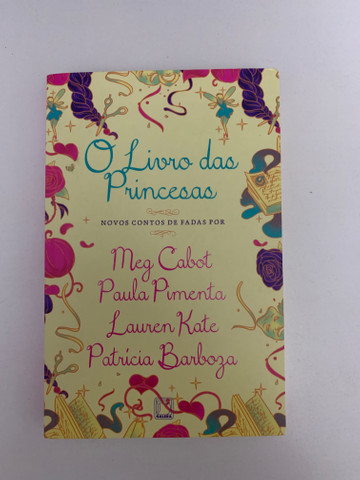 O Livro das
Princesas
NOVOS CONTOS DE FADAS POR
Meg Cabot
Paula Pimenta
Lauren Kate
Patrícia Barboza